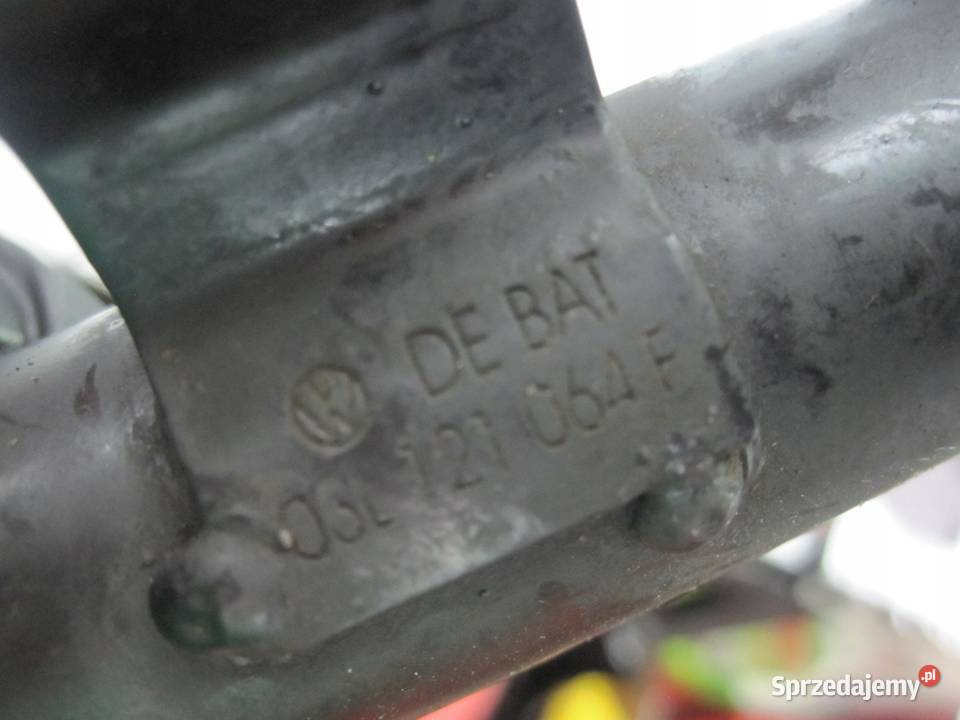 DE BAT
03L 121 064 F
Sprzedajemy.pl